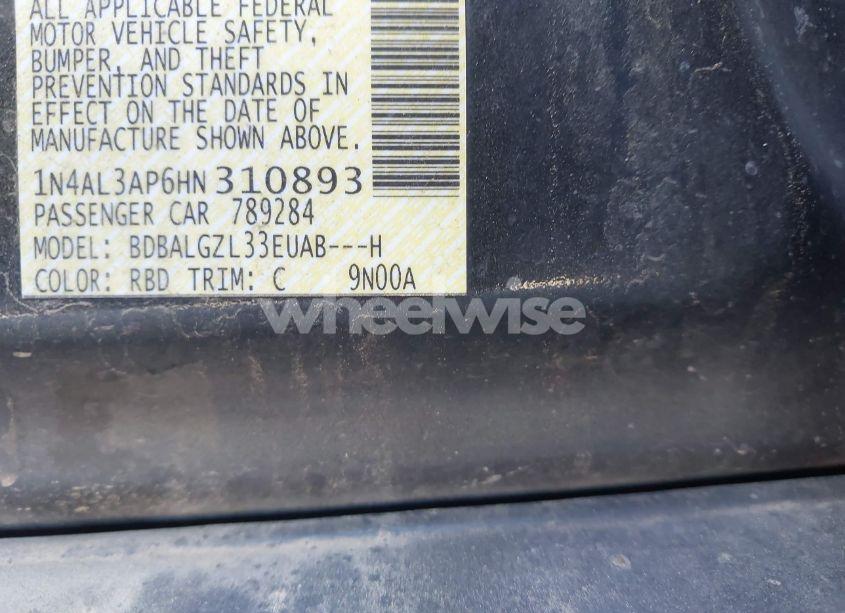 ALL APPLICABLE FEDERAL
MOTOR VEHICLE SAFETY,
BUMPER, AND THEFT
PREVENTION STANDARDS IN
EFFECT ON THE DATE OF
MANUFACTURE SHOWN ABOVE.
1N4AL3AP6HN310893
PASSENGER CAR 789284
MODEL: BDBALGZL33EUAB---H
COLOR: RBD TRIM: C 9N00A
wheelwise